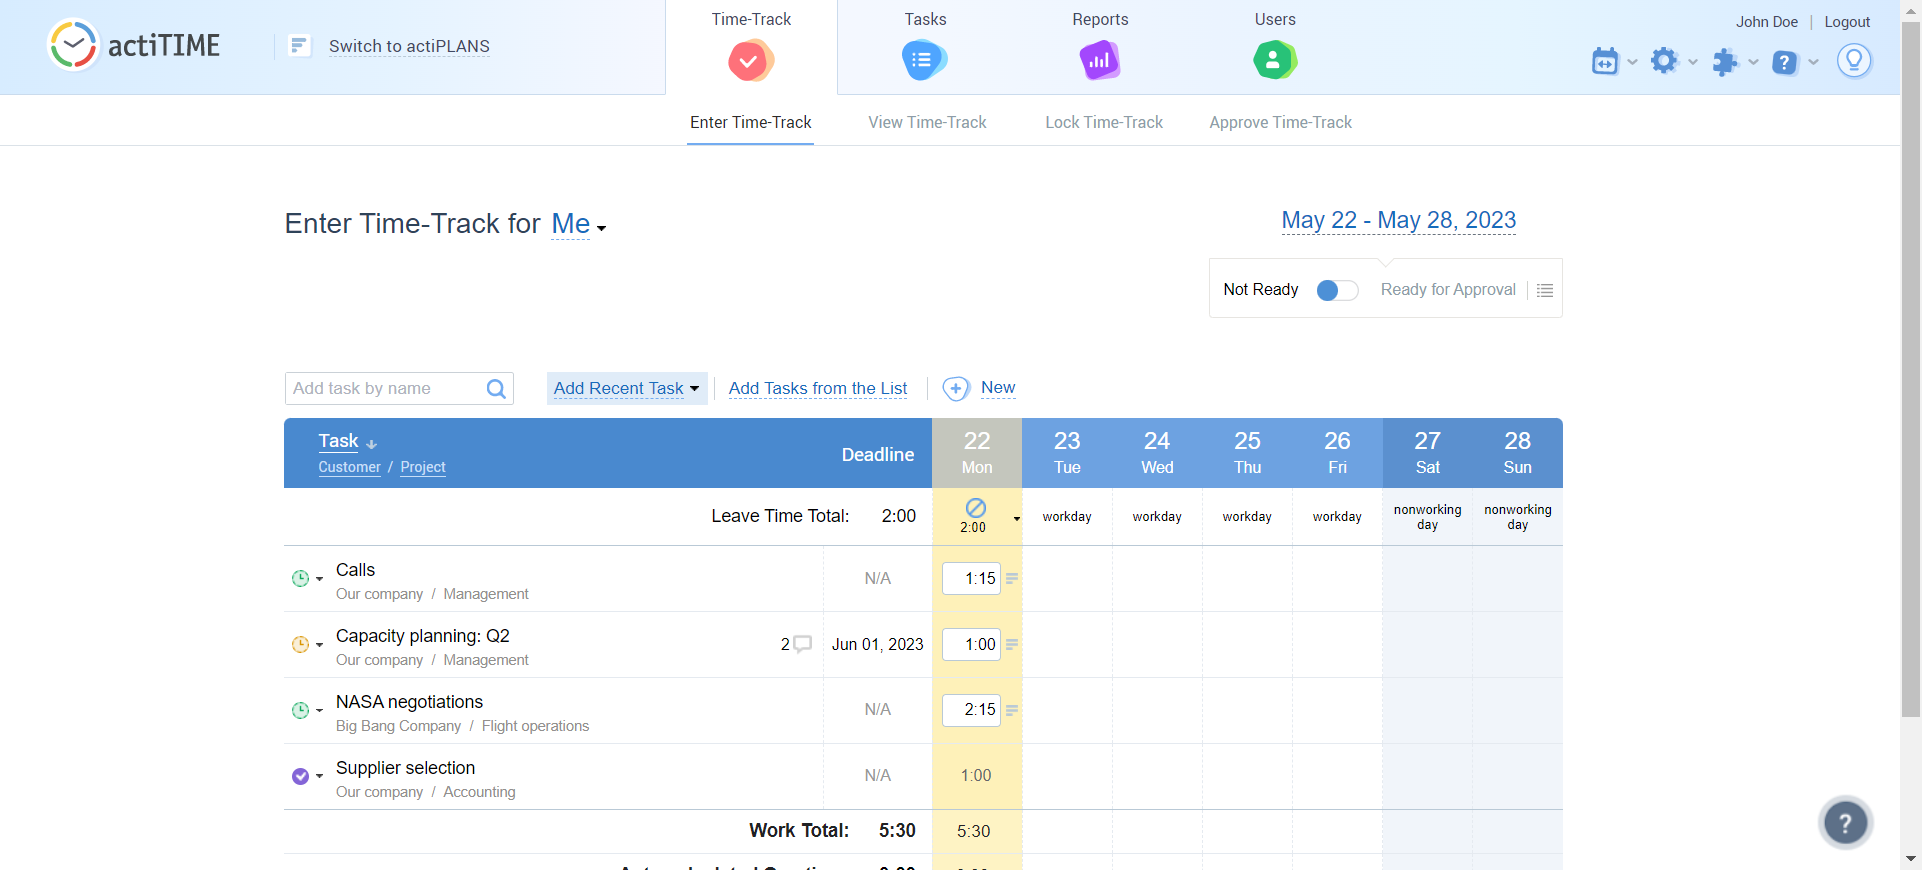 actiTIME
Switch to actiPLANS
Time-Track
Tasks
Reports
Users
John Doe
Logout
?
Enter Time-Track
View Time-Track
Lock Time-Track
Approve Time-Track
Enter Time-Track for Me
May 22 - May 28, 2023
Not Ready
Ready for Approval
Add task by name
Add Recent Task
Add Tasks from the List
New
Task
Customer / Project
Deadline
22
Mon
23
Tue
24
Wed
25
Thu
26
Fri
27
Sat
28
Sun
Leave Time Total: 2:00
2:00
workday
workday
workday
workday
nonworking
day
nonworking
day
Calls
Our company / Management
N/A
1:15
Capacity planning: Q2
Our company / Management
2
Jun 01, 2023
1:00
NASA negotiations
Big Bang Company / Flight operations
N/A
2:15
Supplier selection
Our company / Accounting
N/A
1:00
Work Total: 5:30
5:30
?